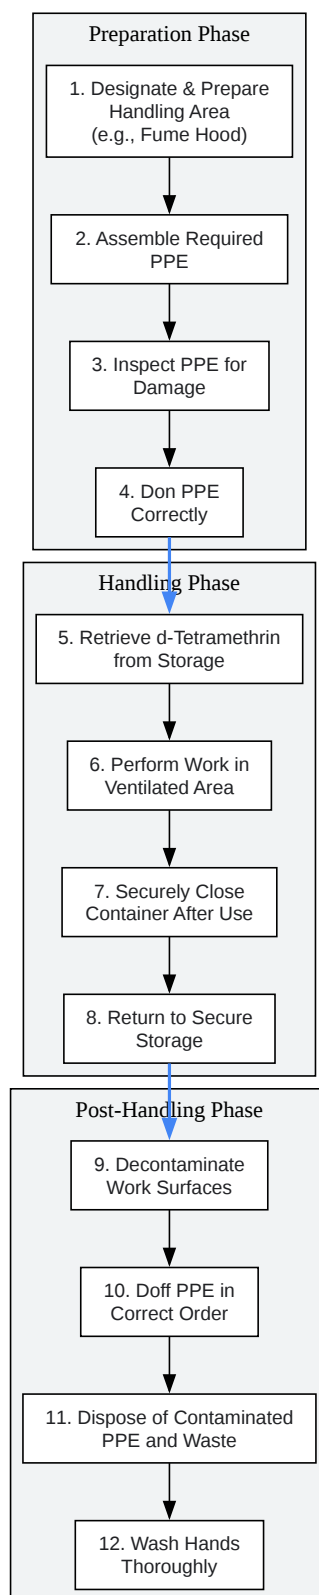 Preparation Phase
1. Designate & Prepare
Handling Area
(e.g., Fume Hood)
2. Assemble Required
PPE
3. Inspect PPE for
Damage
4. Don PPE
Correctly
Handling Phase
5. Retrieve d-Tetramethrin
from Storage
6. Perform Work in
Ventilated Area
7. Securely Close
Container After Use
8. Return to Secure
Storage
Post-Handling Phase
9. Decontaminate
Work Surfaces
10. Doff PPE in
Correct Order
11. Dispose of Contaminated
PPE and Waste
12. Wash Hands
Thoroughly